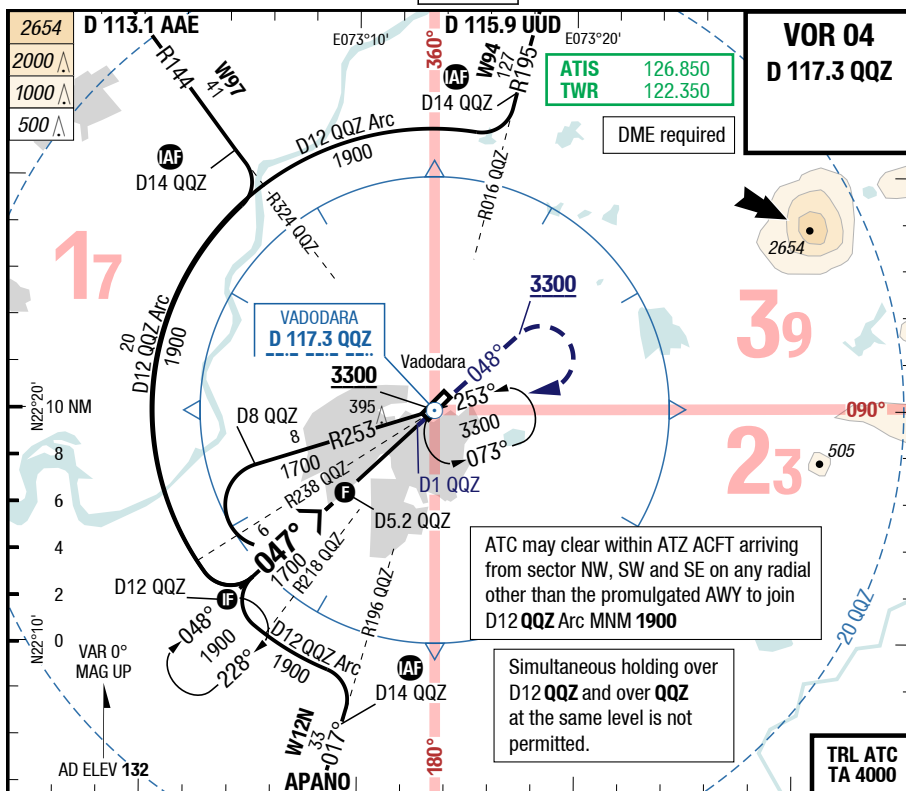 2654
2000
1000
500
D 113.1 AAE
D 115.9 UUD
E073°10'
E073°20'
360°
R144
W97
41
W94
127
R195
IAF
D14 QQZ
ATIS 126.850
TWR 122.350
VOR 04
D 117.3 QQZ
DME required
D12 QQZ Arc
1900
IAF
D14 QQZ
R324 QQZ
R016 QQZ
2654
17
39
20
D12 QQZ Arc
1900
VADODARA
D 117.3 QQZ
3300
Vadodara
048°
3300
395
253°
3300
073°
090°
N22°20'
10 NM
8
6
4
2
0
N22°10'
D8 QQZ
8
R253
1700
R238 QQZ
D1 QQZ
23
505
F
D5.2 QQZ
6
047°
1700
R218 QQZ
R196 QQZ
D12 QQZ
IF
048°
1900
228°
D12 QQZ Arc
1900
IAF
D14 QQZ
W12N
33
017°
APANO
180°
ATC may clear within ATZ ACFT arriving
from sector NW, SW and SE on any radial
other than the promulgated AWY to join
D12 QQZ Arc MNM 1900
Simultaneous holding over
D12 QQZ and over QQZ
at the same level is not
permitted.
20 QQZ
VAR 0°
MAG UP
AD ELEV 132
TRL ATC
TA 4000